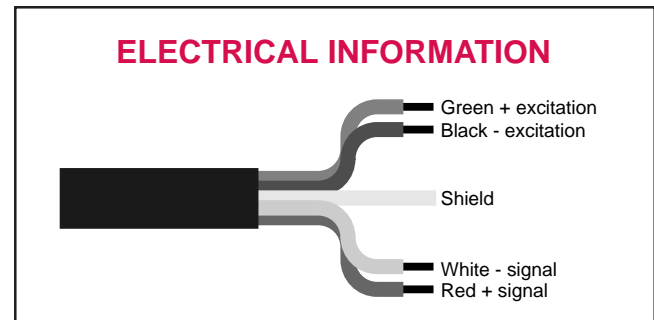 ELECTRICAL INFORMATION
Green + excitation
Black - excitation
Shield
White - signal
Red + signal